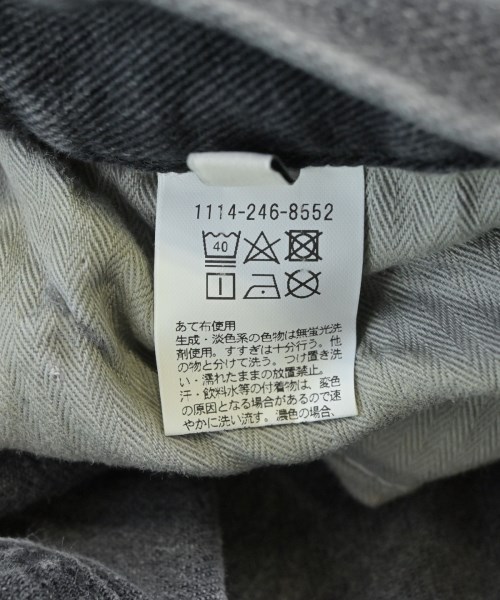 1114-246-8552
40
あて布使用
生成・淡色系の色物は無蛍光洗
剤使用。すすぎは十分行う。他
の物と分けて洗う。つけ置き洗
い・濡れたままの放置禁止。
汗・飲料水等の付着物は、変色
の原因となる場合があるので速
やかに洗い流す。濃色の場合、